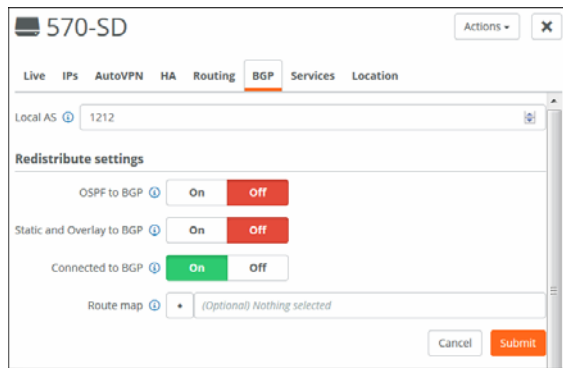 570-SD
Actions
Live IPs AutoVPN HA Routing BGP Services Location
Local AS 1212
Redistribute settings
OSPF to BGP On Off
Static and Overlay to BGP On Off
Connected to BGP On Off
Route map + (Optional) Nothing selected
Cancel Submit